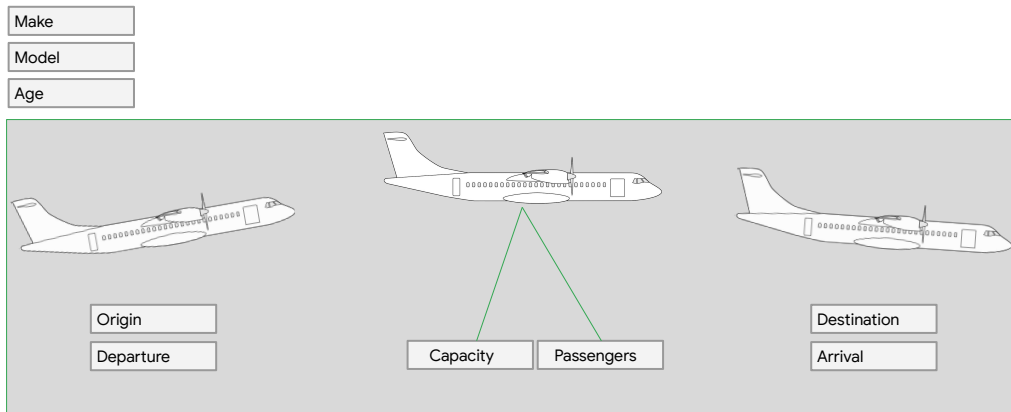 Make
Model
Age
Origin
Departure
Capacity
Passengers
Destination
Arrival